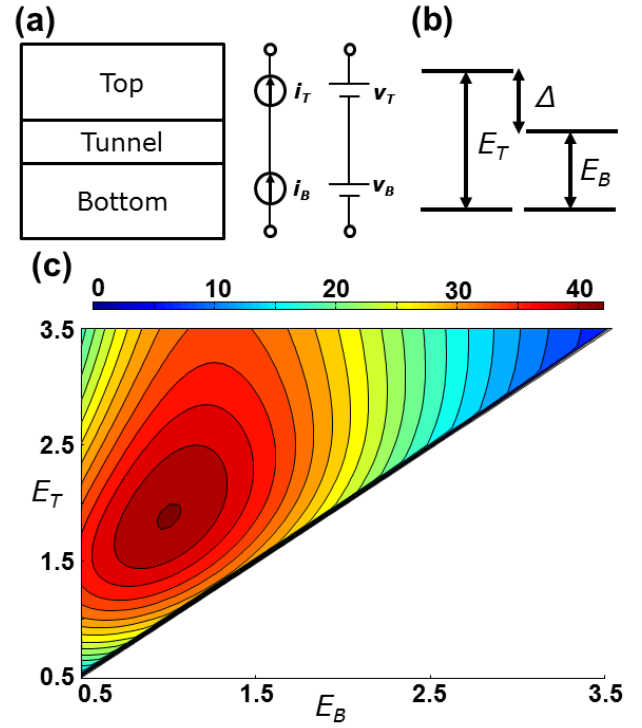 (a)
Top
Tunnel
Bottom
i_T
i_B
v_T
v_B
(b)
E_T
Δ
E_B
(c)
0 10 20 30 40
3.5
2.5
E_T
1.5
0.5
0.5 1.5 2.5 3.5
E_B